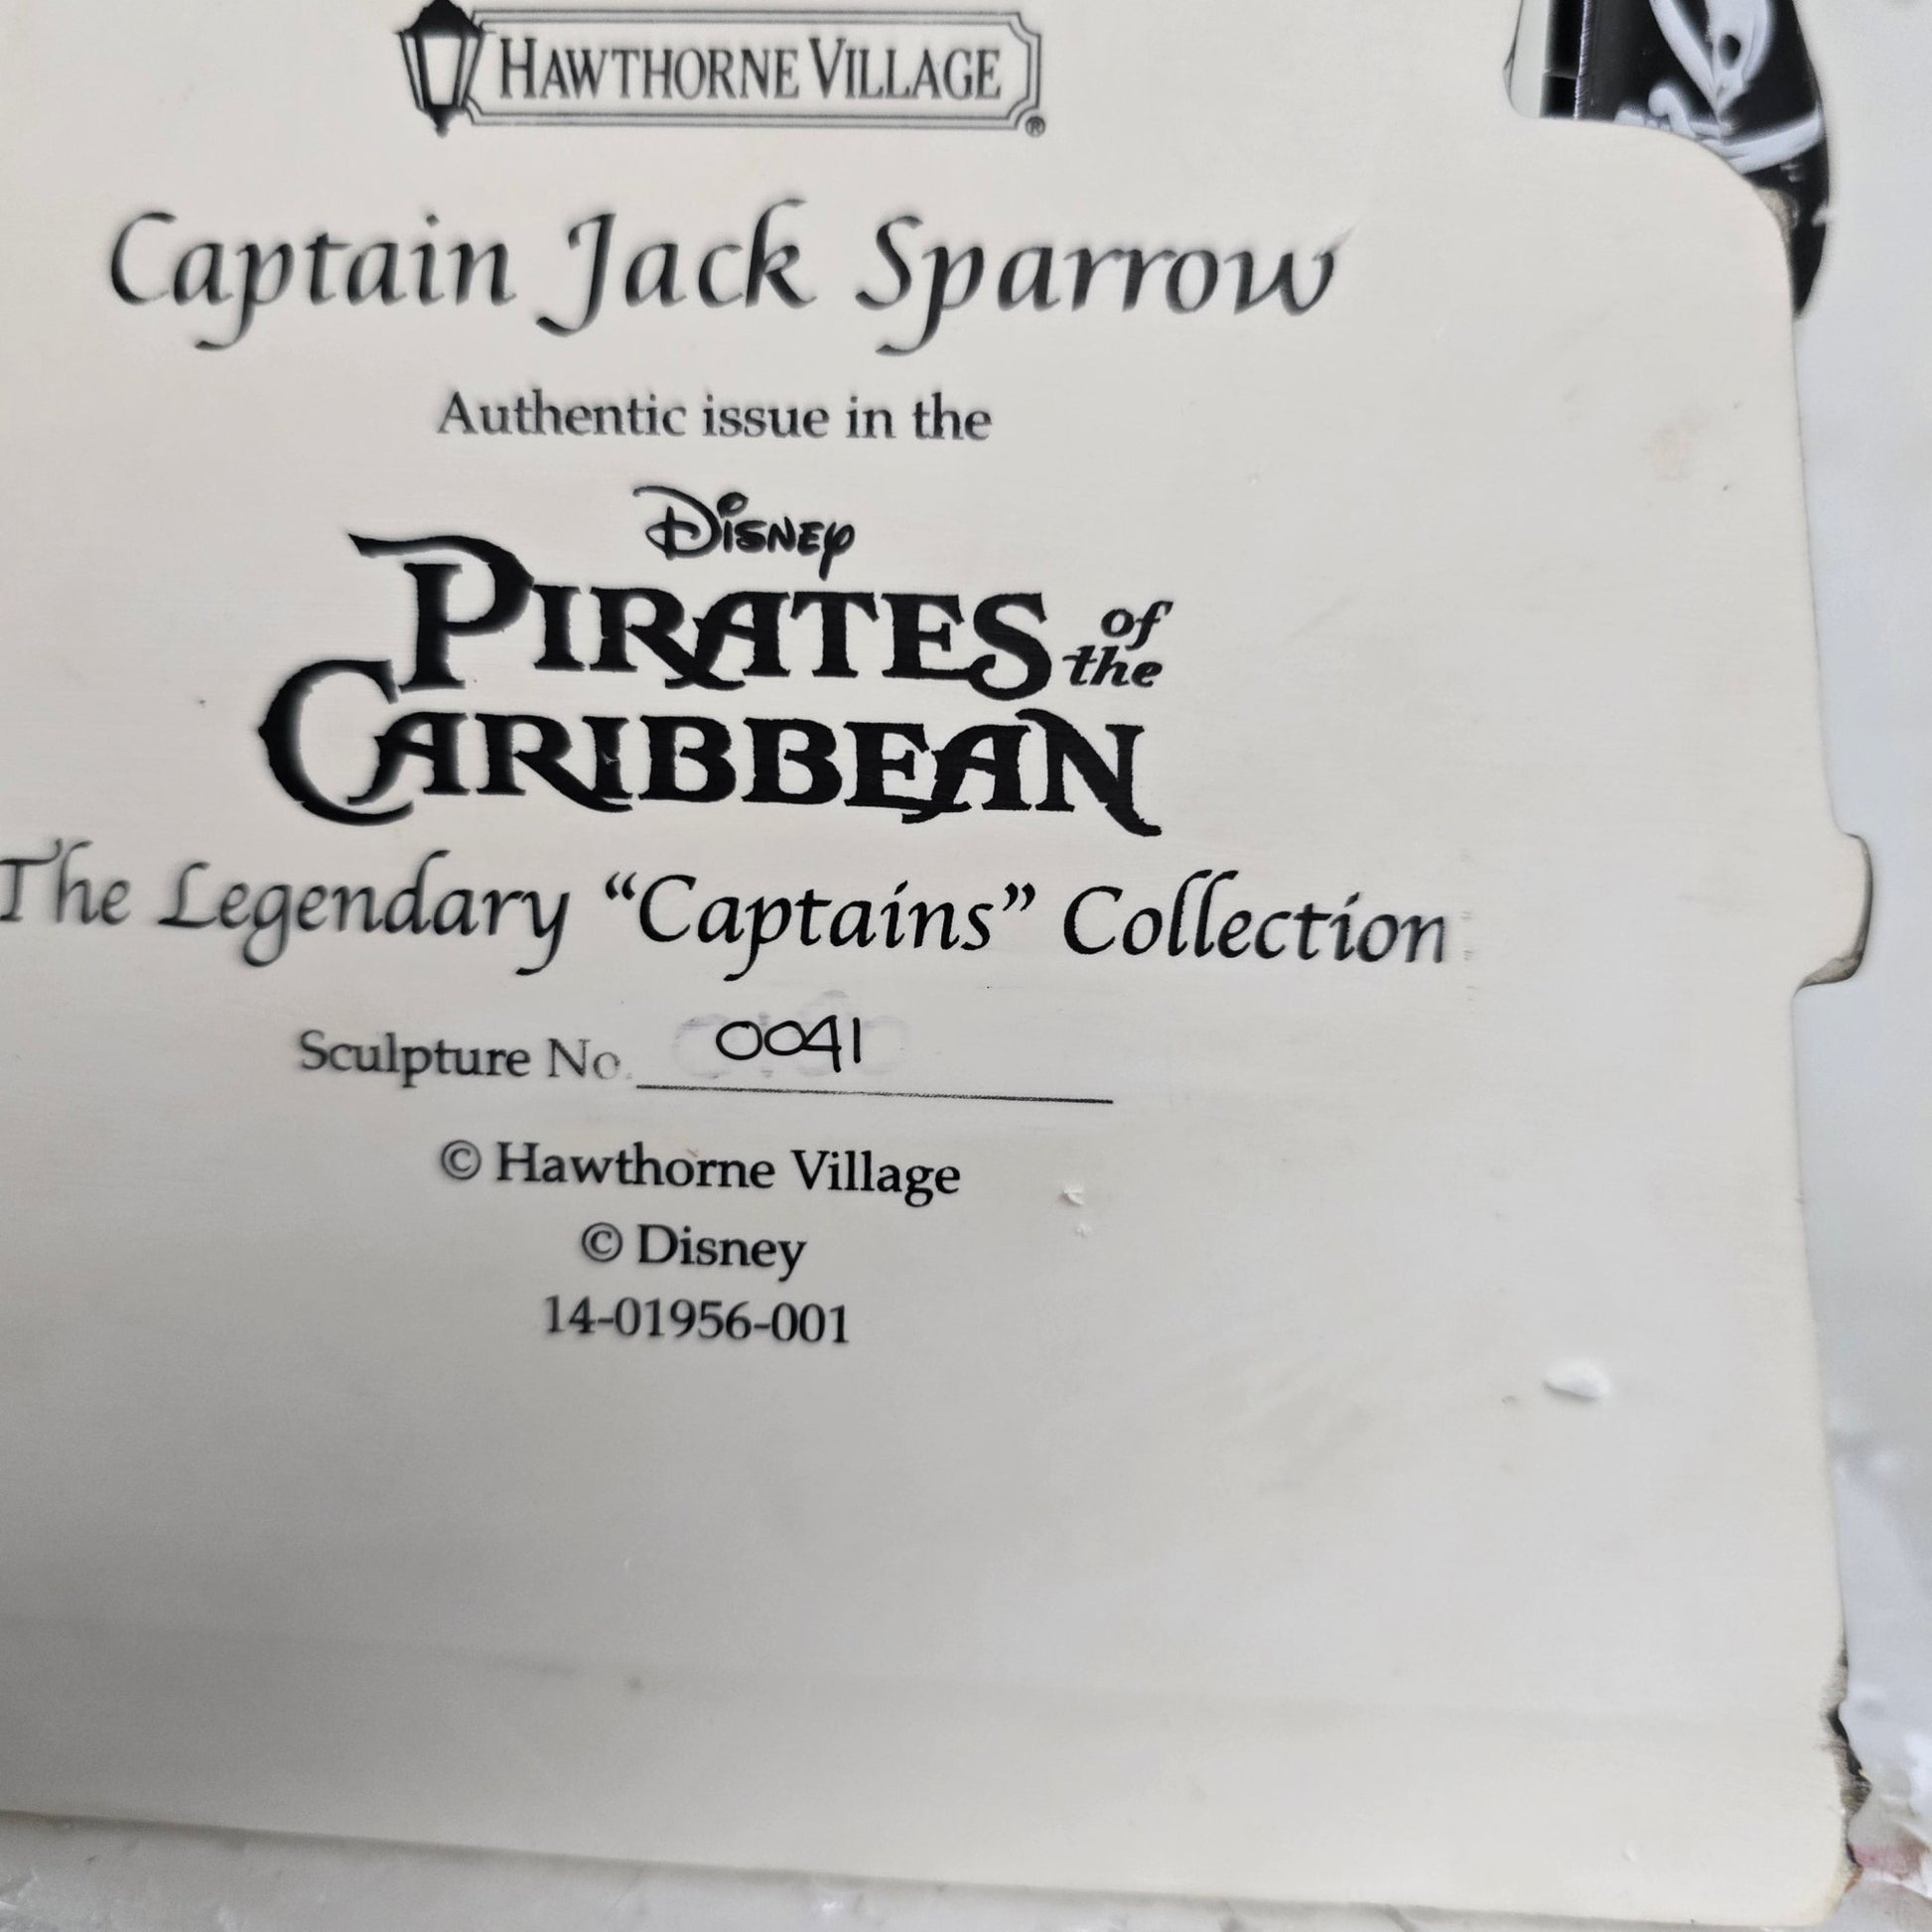 HAWTHORNE VILLAGE ®
Captain Jack Sparrow
Authentic issue in the
Disney
PIRATES of the
CARIBBEAN
The Legendary “Captains” Collection
Sculpture No. 0041
© Hawthorne Village
© Disney
14-01956-001